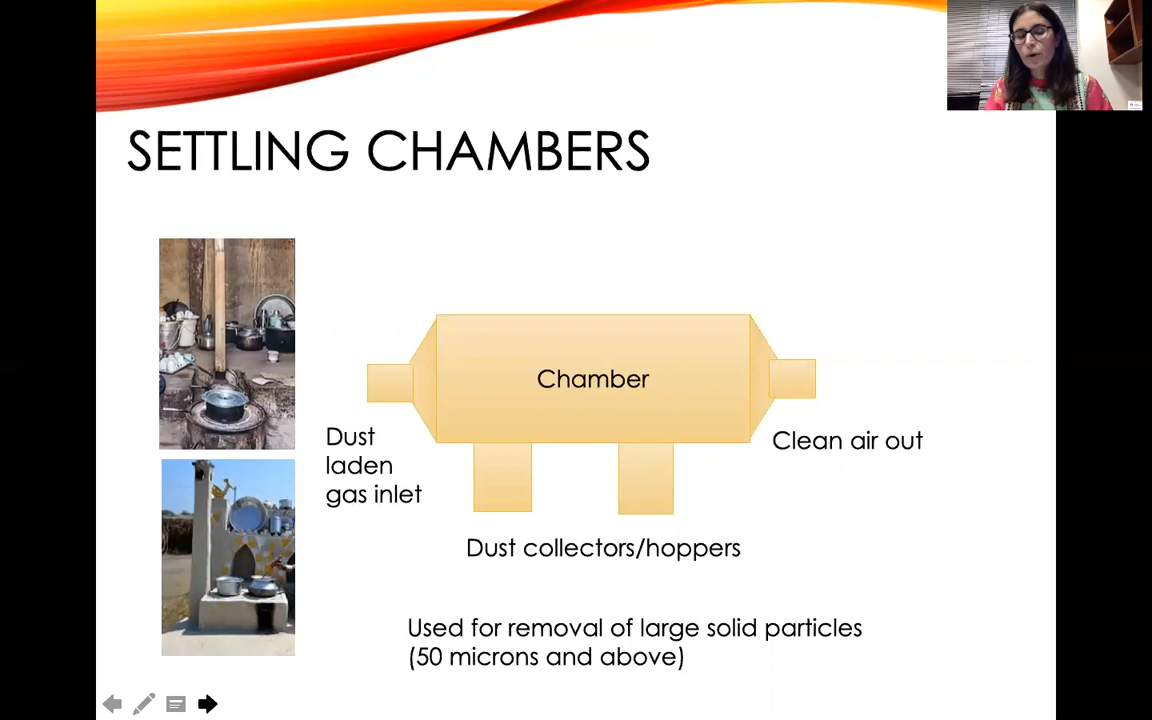 SETTLING CHAMBERS
Chamber
Dust
laden
gas inlet
Clean air out
Dust collectors/hoppers
Used for removal of large solid particles
(50 microns and above)